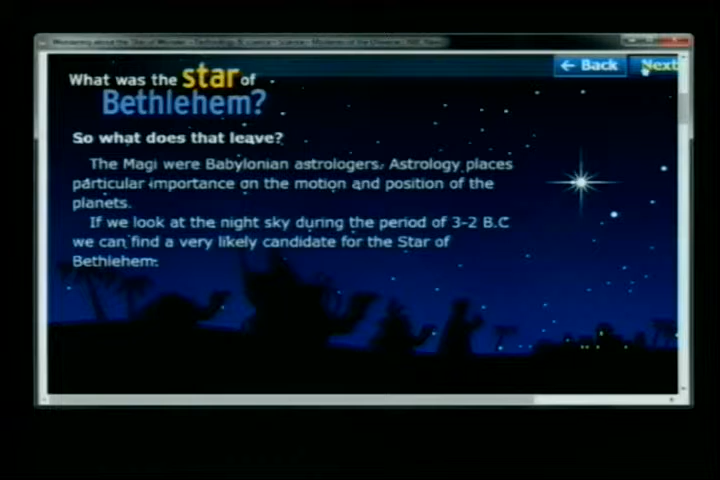 ← Back
Next
What was the star of
Bethlehem?
So what does that leave?
The Magi were Babylonian astrologers. Astrology places
particular importance on the motion and position of the
planets.
If we look at the night sky during the period of 3-2 B.C
we can find a very likely candidate for the Star of
Bethlehem.